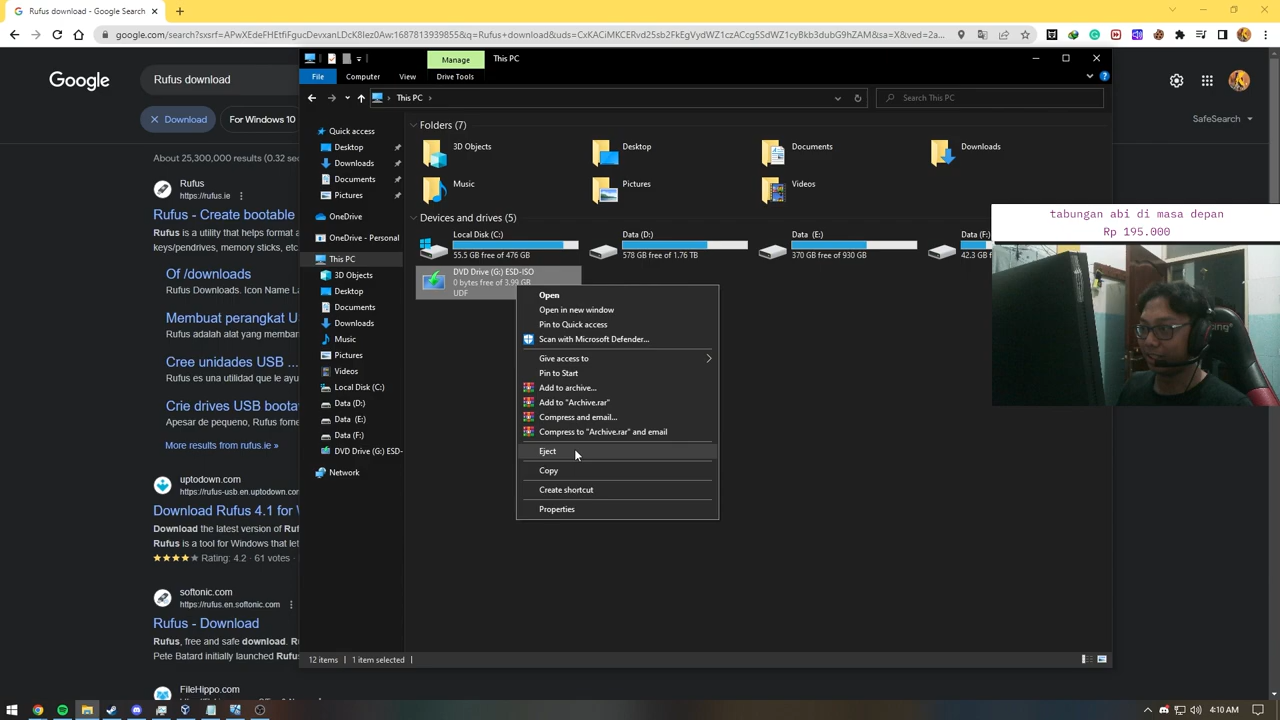 Rufus download - Google Search
google.com/search?sxsrf=APwXEdeFHEtfiFgucDevxanLDCK8lez0Aw:1687813939855&q=Rufus+download&uds=CxKACiMKCERvd25sb2FkEgVydWZ1czACCg5SdWZ1cyBkb3dubG9hZAM&sa=X&ved=2a...
Google
Rufus download
Download
For Windows 10
SafeSearch
About 25,300,000 results (0.32 sec
Rufus
https://rufus.ie
Rufus - Create bootable
Rufus is a utility that helps format a
keys/pendrives, memory sticks, etc.
Of /downloads
Rufus Downloads. Icon Name La
Membuat perangkat U
Rufus adalah alat yang membant
Cree unidades USB ...
Rufus es una utilidad que le ayu
Crie drives USB boota
Apesar de pequeno, fornec
More results from rufus.ie »
uptodown.com
https://rufus-usb.en.uptodown.com
Download Rufus 4.1 for W
Download the latest version of Ruf
Rufus is a tool for Windows that let
Rating: 4.2 · 61 votes ·
softonic.com
https://rufus.en.softonic.com
Rufus - Download
Rufus, free and safe download. Ruf
Pete Batard initially launched Rufus
FileHippo.com
Manage
This PC
File
Computer
View
Drive Tools
This PC
Search This PC
Quick access
Desktop
Downloads
Documents
Pictures
OneDrive
OneDrive - Personal
This PC
3D Objects
Desktop
Documents
Downloads
Music
Pictures
Videos
Local Disk (C:)
Data (D:)
Data (E:)
Data (F:)
DVD Drive (G:) ESD-
Network
Folders (7)
3D Objects
Desktop
Documents
Downloads
Music
Pictures
Videos
Devices and drives (5)
Local Disk (C:)
55.5 GB free of 476 GB
Data (D:)
578 GB free of 1.76 TB
Data (E:)
370 GB free of 930 GB
Data (F:)
42.3 GB
DVD Drive (G:) ESD-ISO
0 bytes free of 3.99 GB
UDF
Open
Open in new window
Pin to Quick access
Scan with Microsoft Defender...
Give access to
Pin to Start
Add to archive...
Add to "Archive.rar"
Compress and email...
Compress to "Archive.rar" and email
Eject
Copy
Create shortcut
Properties
12 items
1 item selected
tabungan abi di masa depan
Rp 195.000
4:10 AM